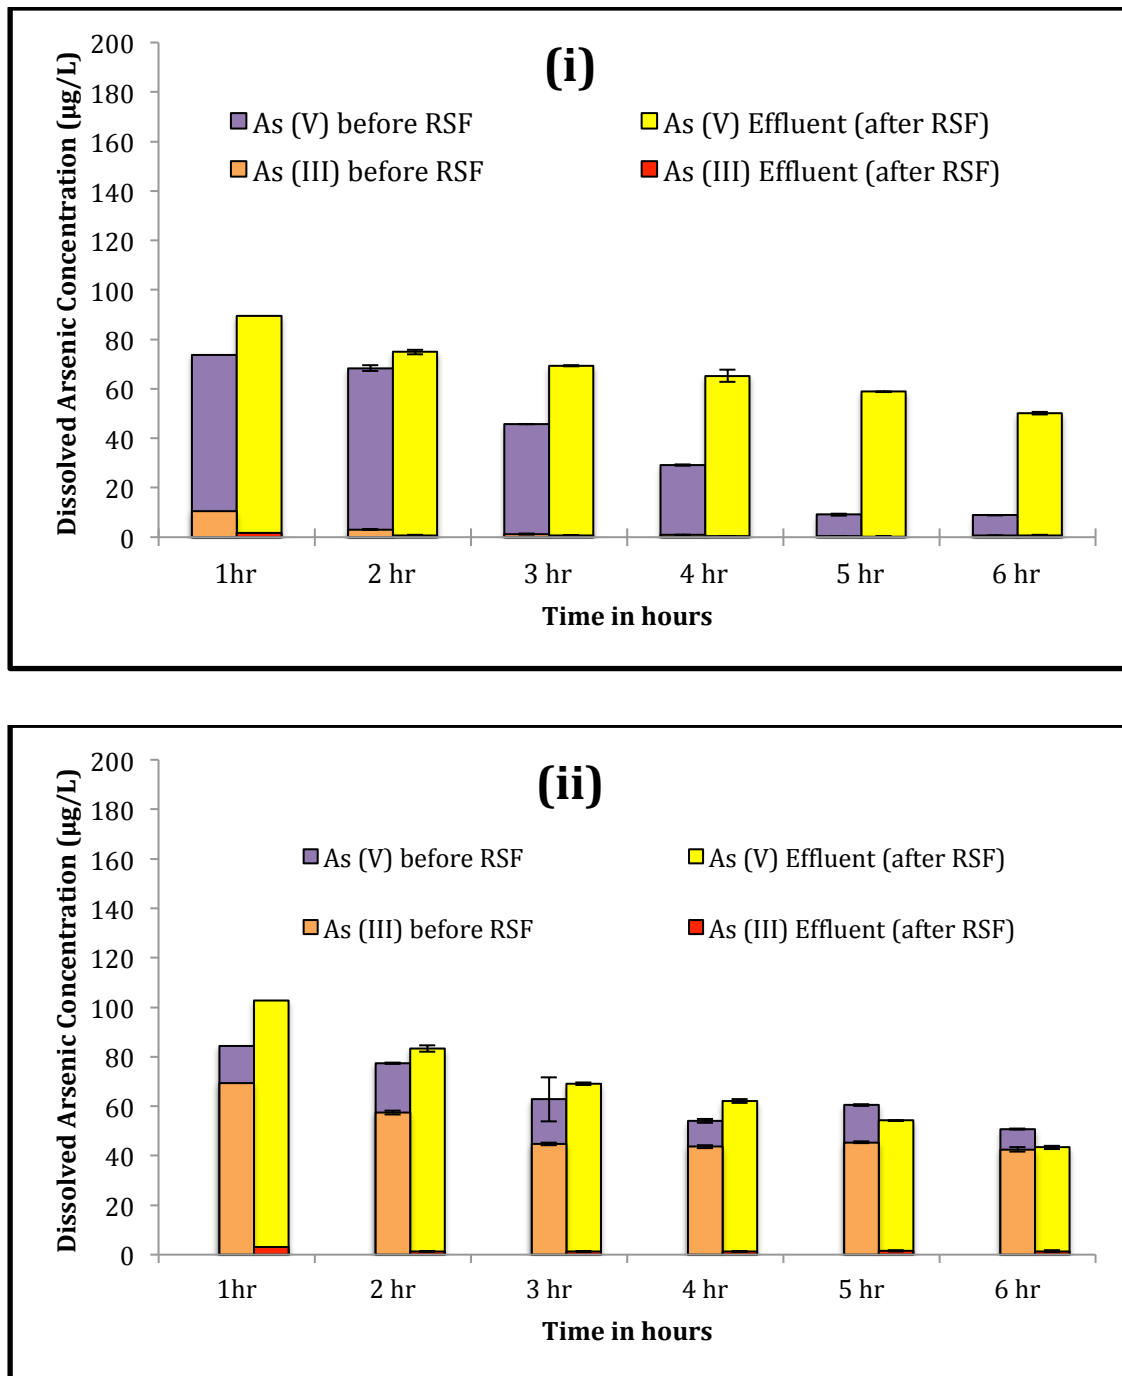 (i)
Dissolved Arsenic Concentration (µg/L)
200
180
160
140
120
100
80
60
40
20
0
As (V) before RSF
As (V) Effluent (after RSF)
As (III) before RSF
As (III) Effluent (after RSF)
1hr
2 hr
3 hr
4 hr
5 hr
6 hr
Time in hours
(ii)
Dissolved Arsenic Concentration (µg/L)
200
180
160
140
120
100
80
60
40
20
0
As (V) before RSF
As (V) Effluent (after RSF)
As (III) before RSF
As (III) Effluent (after RSF)
1hr
2 hr
3 hr
4 hr
5 hr
6 hr
Time in hours